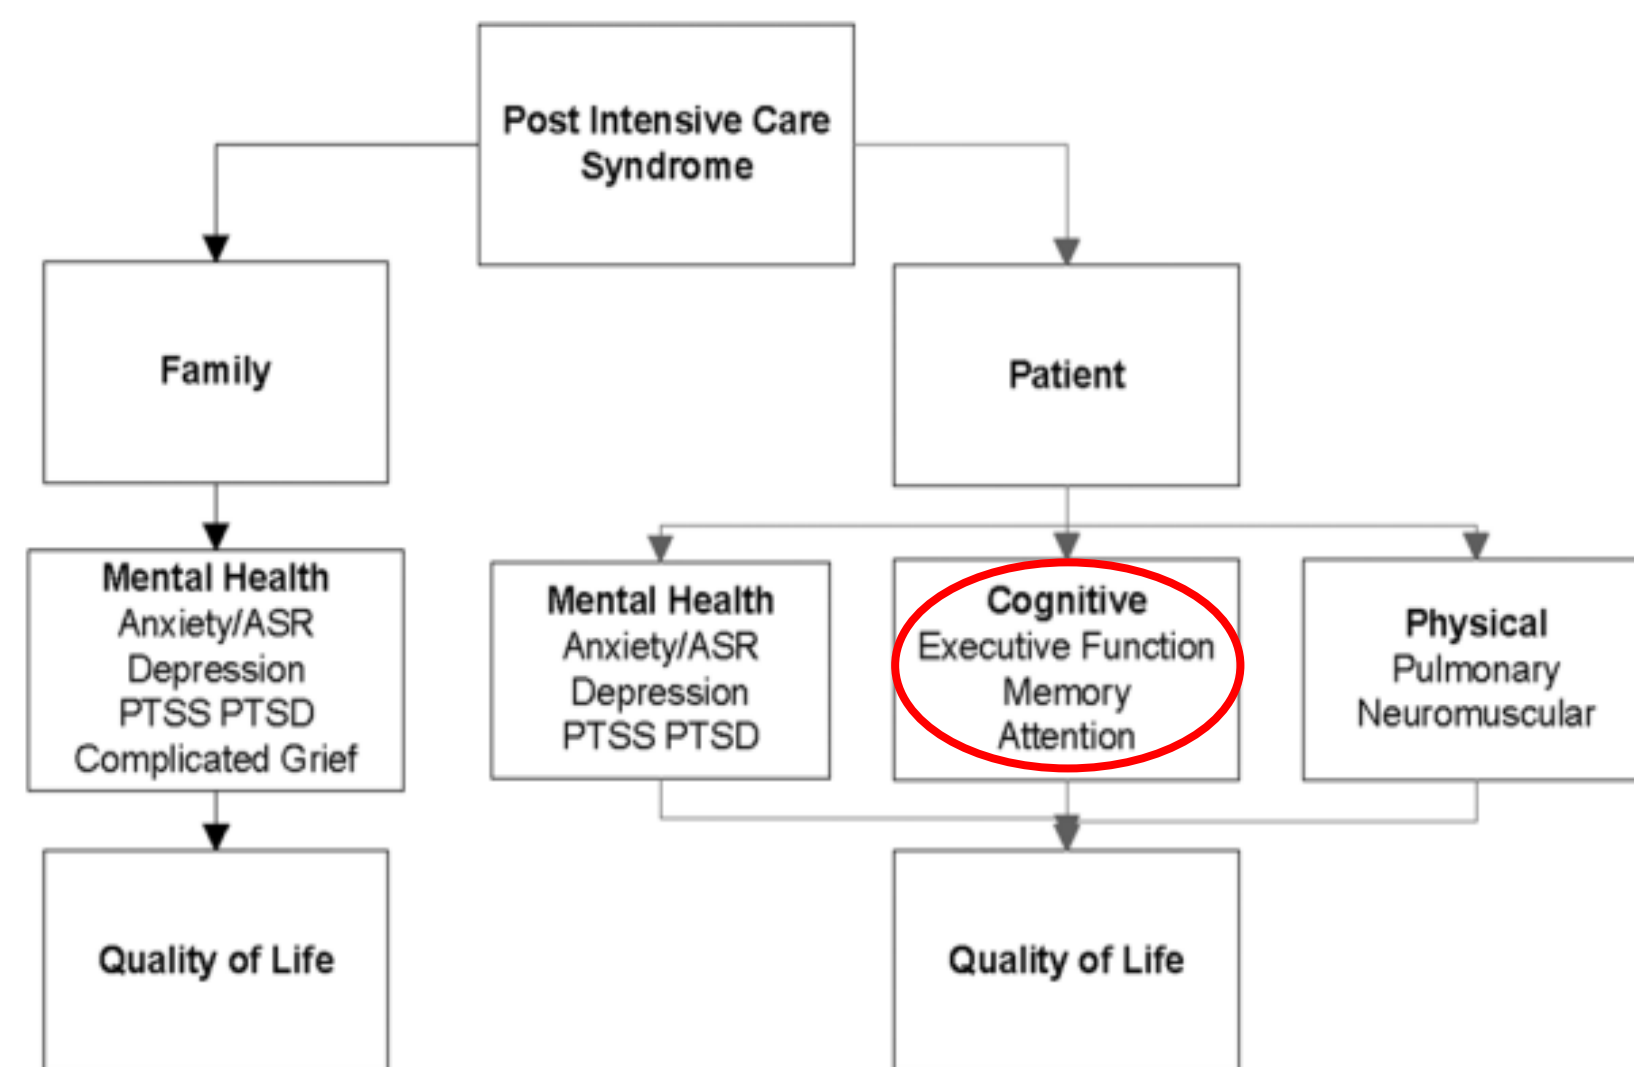 Post Intensive Care
Syndrome
Family
Patient
Mental Health
Anxiety/ASR
Depression
PTSS PTSD
Complicated Grief
Mental Health
Anxiety/ASR
Depression
PTSS PTSD
Cognitive
Executive Function
Memory
Attention
Physical
Pulmonary
Neuromuscular
Quality of Life
Quality of Life